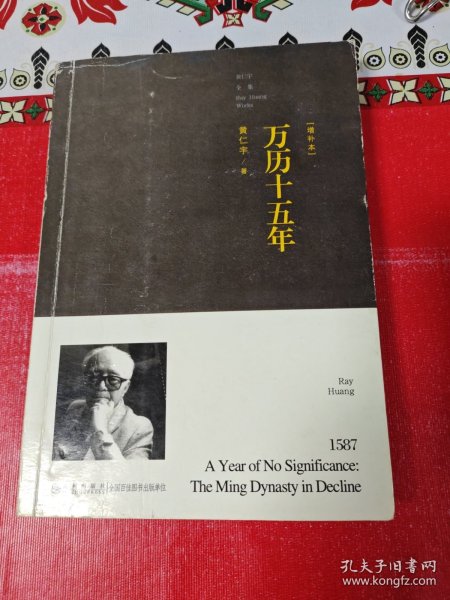 黄仁宇
全集
Ray Huang
Works
[增补本]
万历十五年
黄仁宇 著
Ray
Huang
1587
A Year of No Significance:
The Ming Dynasty in Decline
全国百佳图书出版单位
孔夫子旧书网
www.kongfz.com